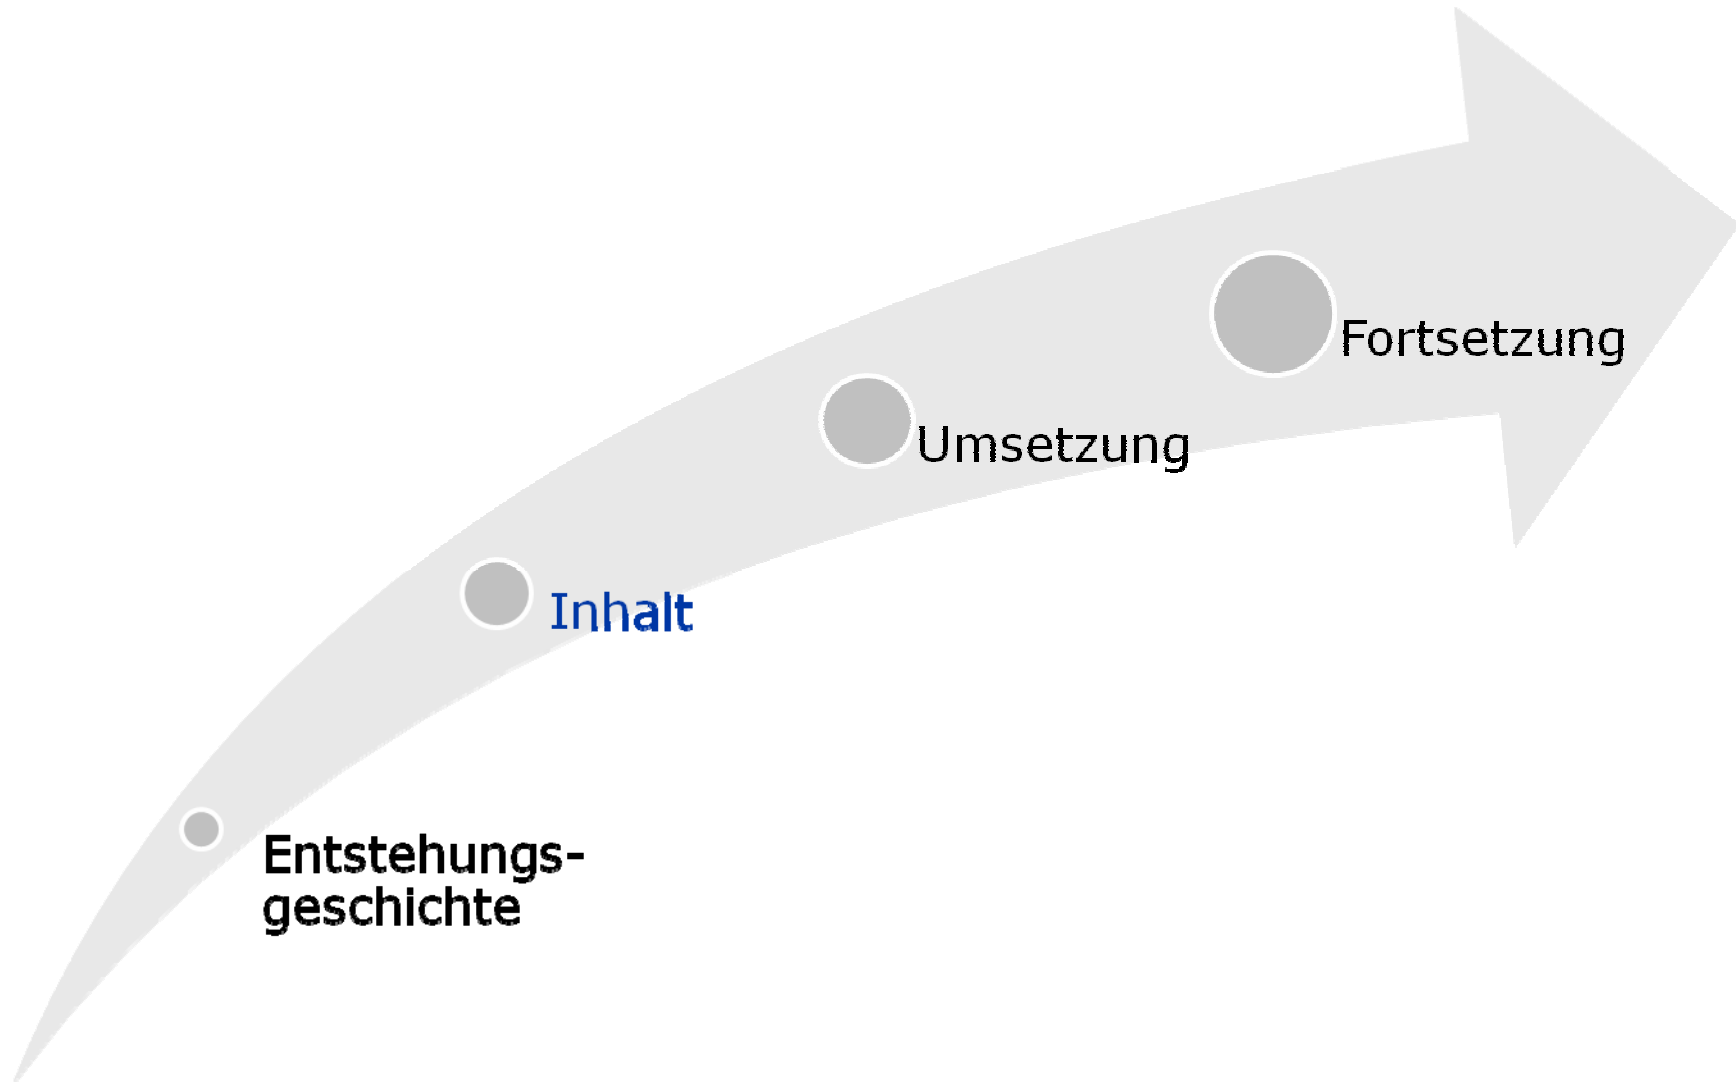 Fortsetzung
Umsetzung
Inhalt
Entstehungs-
geschichte